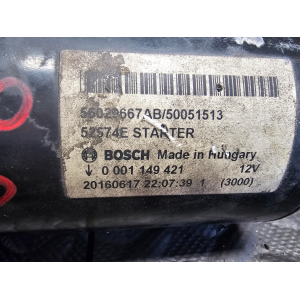 56029667AB/50051513
52574E STARTER
BOSCH Made in Hungary
↓ 0 001 149 421 12V
20160617 22:07:39 1 (3000)